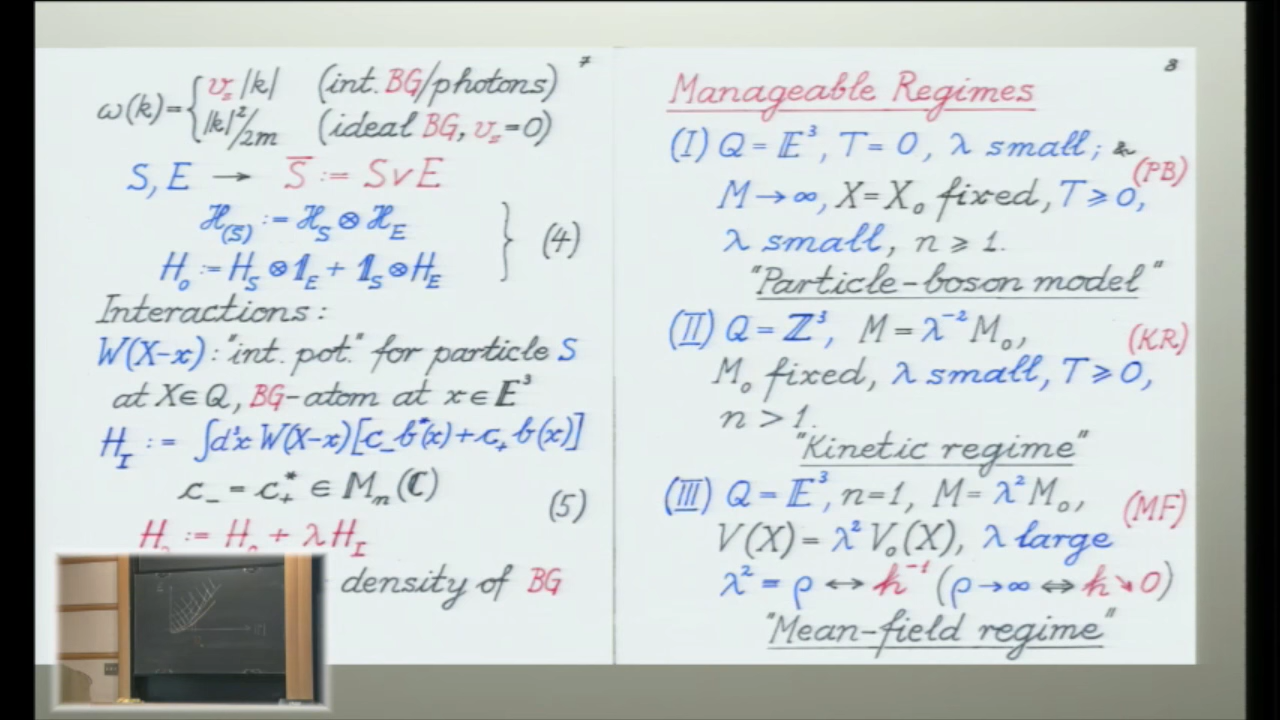 7
ω(k) = { v_s |k| (int. BG/photons)
|k|²/2m (ideal BG, v_s=0)
S, E → S̄ := S∨E
ℋ_(S̄) := ℋ_S ⊗ ℋ_E
H_0 := H_S ⊗ 𝟙_E + 𝟙_S ⊗ H_E } (4)
Interactions:
W(X-x): "int. pot." for particle S
at X∈Q, BG-atom at x∈𝔼³
H_I := ∫d³x W(X-x)[c_- b*(x) + c_+ b(x)]
c_- = c_+* ∈ M_n(ℂ)
(5)
:= H_0 + λH_I
density of BG
8
Manageable Regimes
(I) Q = 𝔼³, T = 0, λ small; &
(PB)
M → ∞, X = X_0 fixed, T ⩾ 0,
λ small, n ⩾ 1.
"Particle-boson model"
(II) Q = ℤ³, M = λ⁻² M_0,
(KR)
M_0 fixed, λ small, T ⩾ 0,
n > 1.
"Kinetic regime"
(III) Q = 𝔼³, n=1, M = λ² M_0,
(MF)
V(X) = λ² V_0(X), λ large
λ² = ρ ↔ ħ⁻¹ (ρ→∞ ⇔ ħ↘0)
"Mean-field regime"